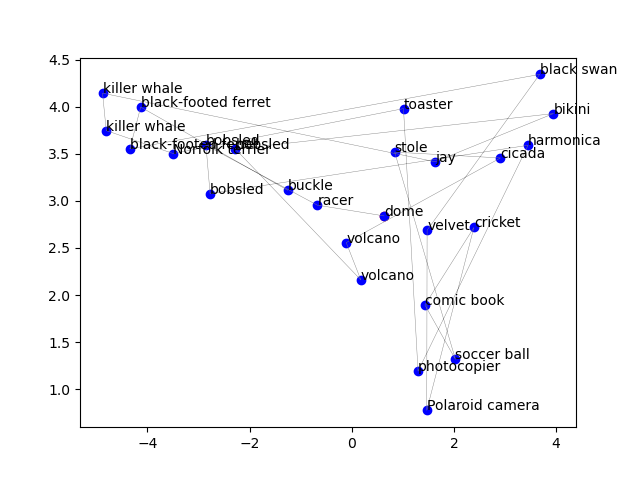 4.5
4.0
3.5
3.0
2.5
2.0
1.5
1.0
−4
−2
0
2
4
black swan
killer whale
black-footed ferret
toaster
bikini
killer whale
harmonica
bobsled
bobsled
black-footed ferret
Norfolk terrier
stole
jay
cicada
bobsled
buckle
racer
dome
velvet
cricket
volcano
volcano
comic book
soccer ball
photocopier
Polaroid camera